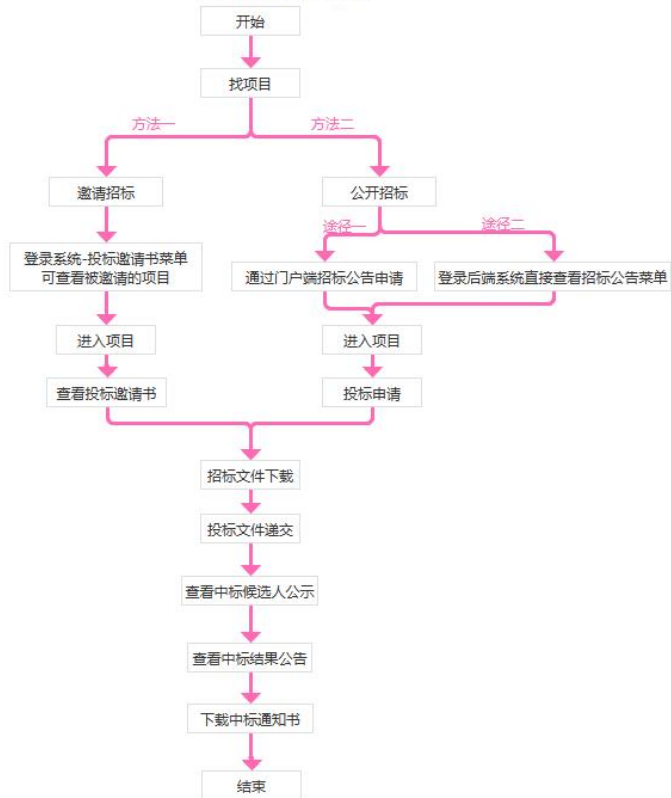 开始
找项目
方法一
方法二
邀请招标
公开招标
途径一
途径二
登录系统-投标邀请书菜单
可查看被邀请的项目
通过门户端招标公告申请
登录后端系统直接查看招标公告菜单
进入项目
进入项目
查看投标邀请书
投标申请
招标文件下载
投标文件递交
查看中标候选人公示
查看中标结果公告
下载中标通知书
结束